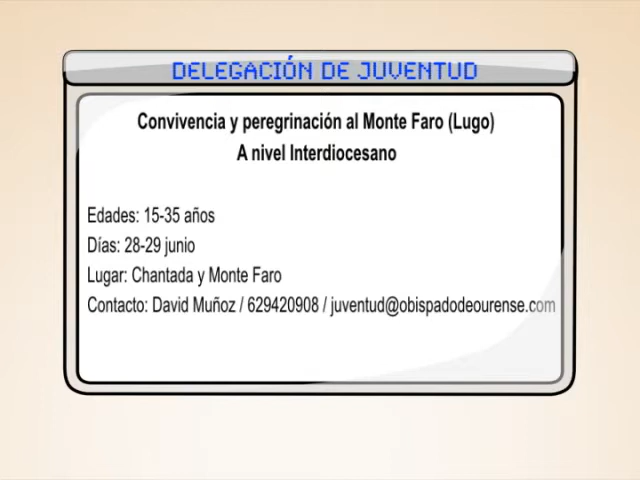 DELEGACIÓN DE JUVENTUD
Convivencia y peregrinación al Monte Faro (Lugo)
A nivel Interdiocesano
Edades: 15-35 años
Días: 28-29 junio
Lugar: Chantada y Monte Faro
Contacto: David Muñoz / 629420908 / juventud@obispadodeourense.com